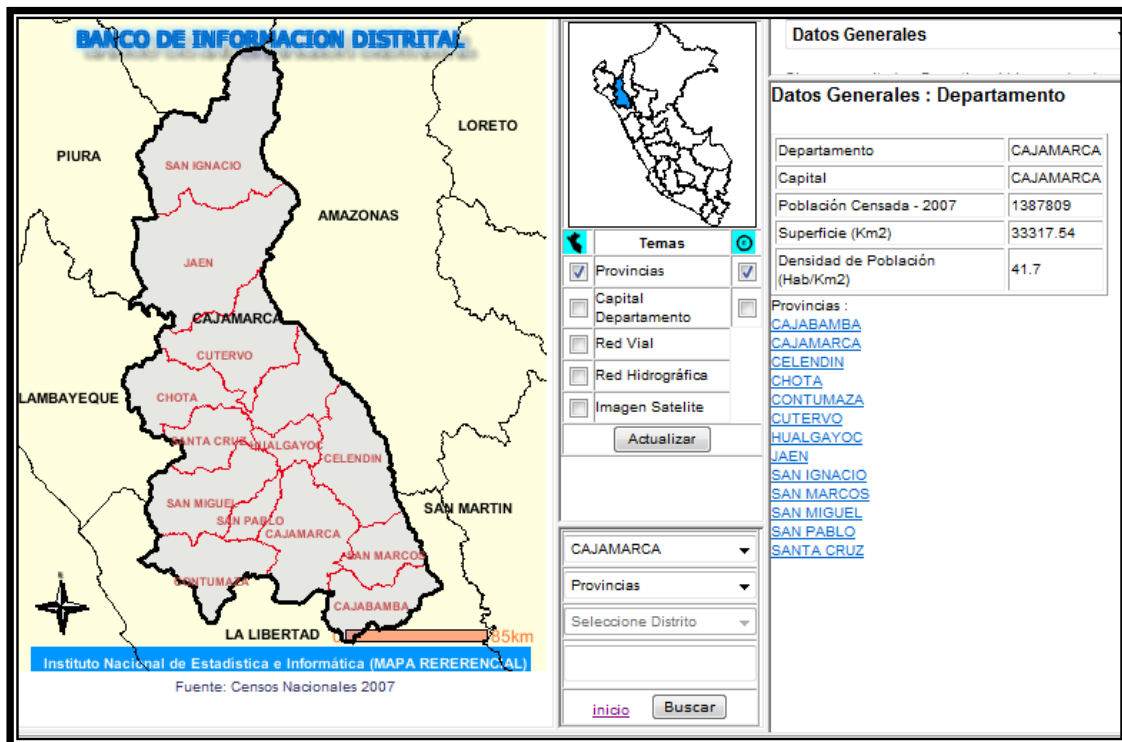 BANCO DE INFORMACION DISTRITAL
LORETO
PIURA
SAN IGNACIO
AMAZONAS
JAEN
CAJAMARCA
CUTERVO
LAMBAYEQUE
CHOTA
SANTA CRUZ
HUALGAYOC
CELENDIN
SAN MIGUEL
SAN PABLO
CAJAMARCA
SAN MARTIN
SAN MARCOS
CONTUMAZA
CAJABAMBA
LA LIBERTAD
0 85km
Instituto Nacional de Estadistica e Informática (MAPA RERERENCIAL)
Fuente: Censos Nacionales 2007
Temas
Provincias
Capital
Departamento
Red Vial
Red Hidrográfica
Imagen Satelite
Actualizar
CAJAMARCA
Provincias
Seleccione Distrito
inicio Buscar
Datos Generales
Datos Generales : Departamento
Departamento CAJAMARCA
Capital CAJAMARCA
Población Censada - 2007 1387809
Superficie (Km2) 33317.54
Densidad de Población
(Hab/Km2) 41.7
Provincias :
CAJABAMBA
CAJAMARCA
CELENDIN
CHOTA
CONTUMAZA
CUTERVO
HUALGAYOC
JAEN
SAN IGNACIO
SAN MARCOS
SAN MIGUEL
SAN PABLO
SANTA CRUZ